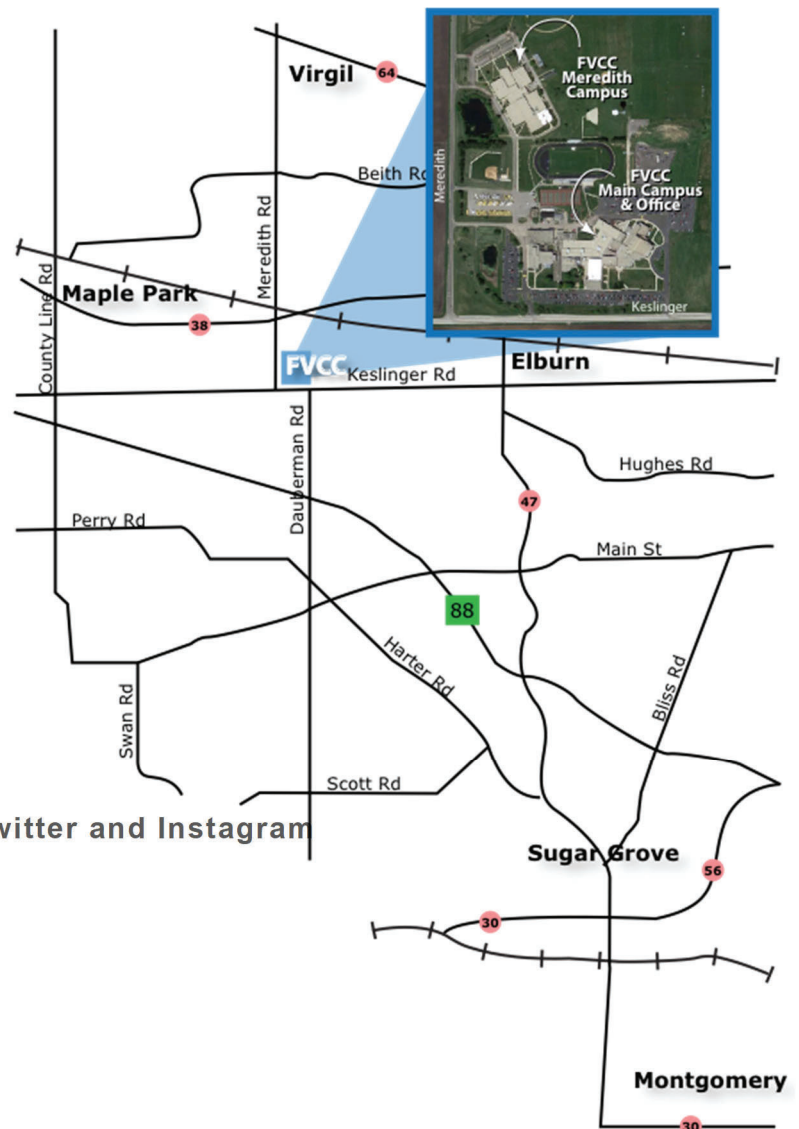 Virgil
64
FVCC
Meredith
Campus
FVCC
Main Campus
& Office
Meredith
Keslinger
Beith Rd
Meredith Rd
County Line Rd
Maple Park
38
FVCC
Keslinger Rd
Elburn
Dauberman Rd
Hughes Rd
47
Perry Rd
Main St
88
Harter Rd
Bliss Rd
Swan Rd
Scott Rd
witter and Instagram
Sugar Grove
56
30
Montgomery
30